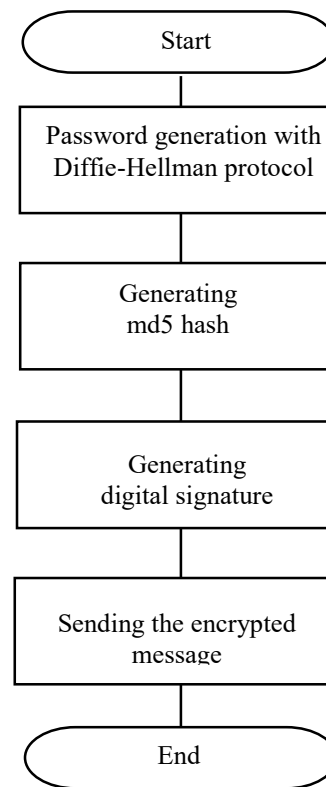 Start
Password generation with
Diffie-Hellman protocol
Generating
md5 hash
Generating
digital signature
Sending the encrypted
message
End